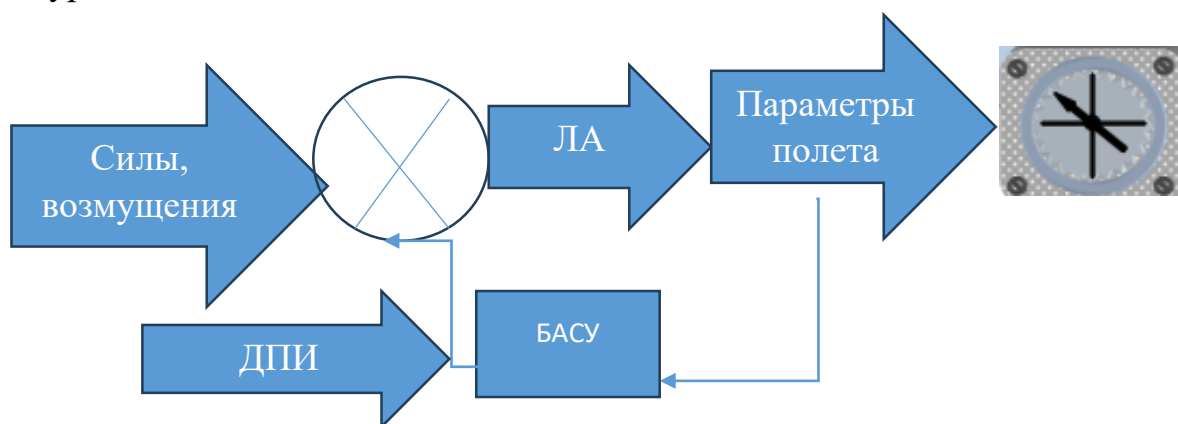 Силы,
возмущения
ЛА
Параметры
полета
ДПИ
БАСУ